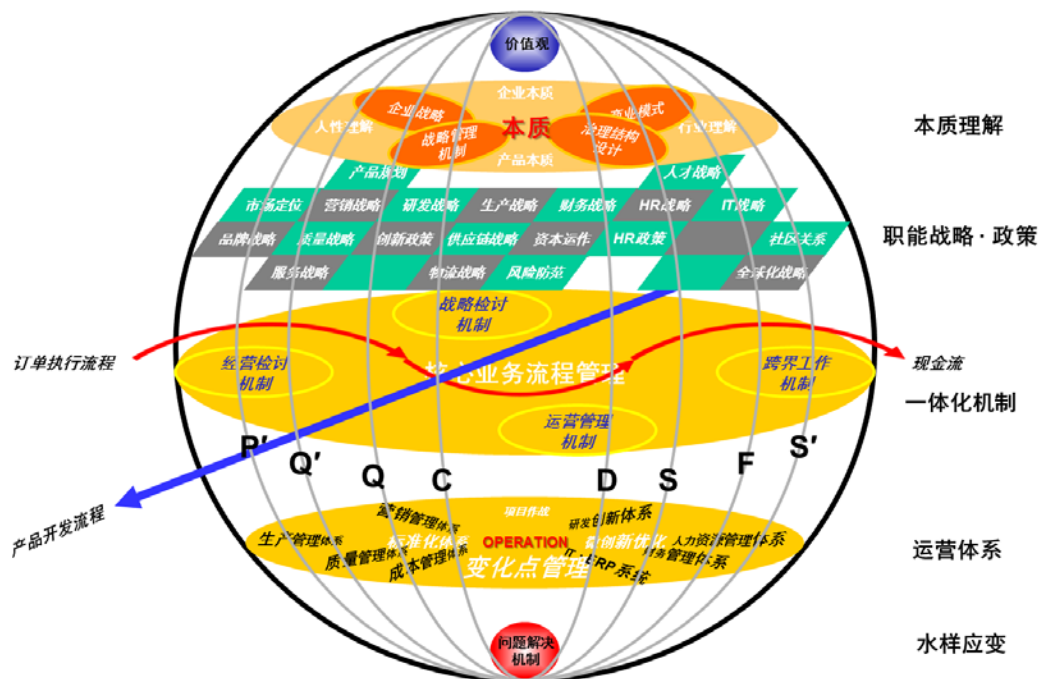 价值观
企业本质
企业战略
商业模式
人性理解
本质
行业理解
战略管理
机制
治理结构
设计
产品本质
本质理解
产品规划
人才战略
市场定位
营销战略
研发战略
生产战略
财务战略
HR战略
IT战略
品牌战略
质量战略
创新政策
供应链战略
资本运作
HR政策
社区关系
职能战略·政策
服务战略
物流战略
风险防范
全球化战略
战略检讨
机制
订单执行流程
经营检讨
机制
核心业务流程管理
跨界工作
机制
现金流
一体化机制
运营管理
机制
P′
Q′
Q
C
D
S
F
S′
产品开发流程
项目作战
营销管理体系
研发创新体系
生产管理体系
标准化体系
OPERATION
微创新优化
人力资源管理体系
质量管理体系
成本管理体系
IT·ERP系统
财务管理体系
变化点管理
运营体系
问题解决
机制
水样应变